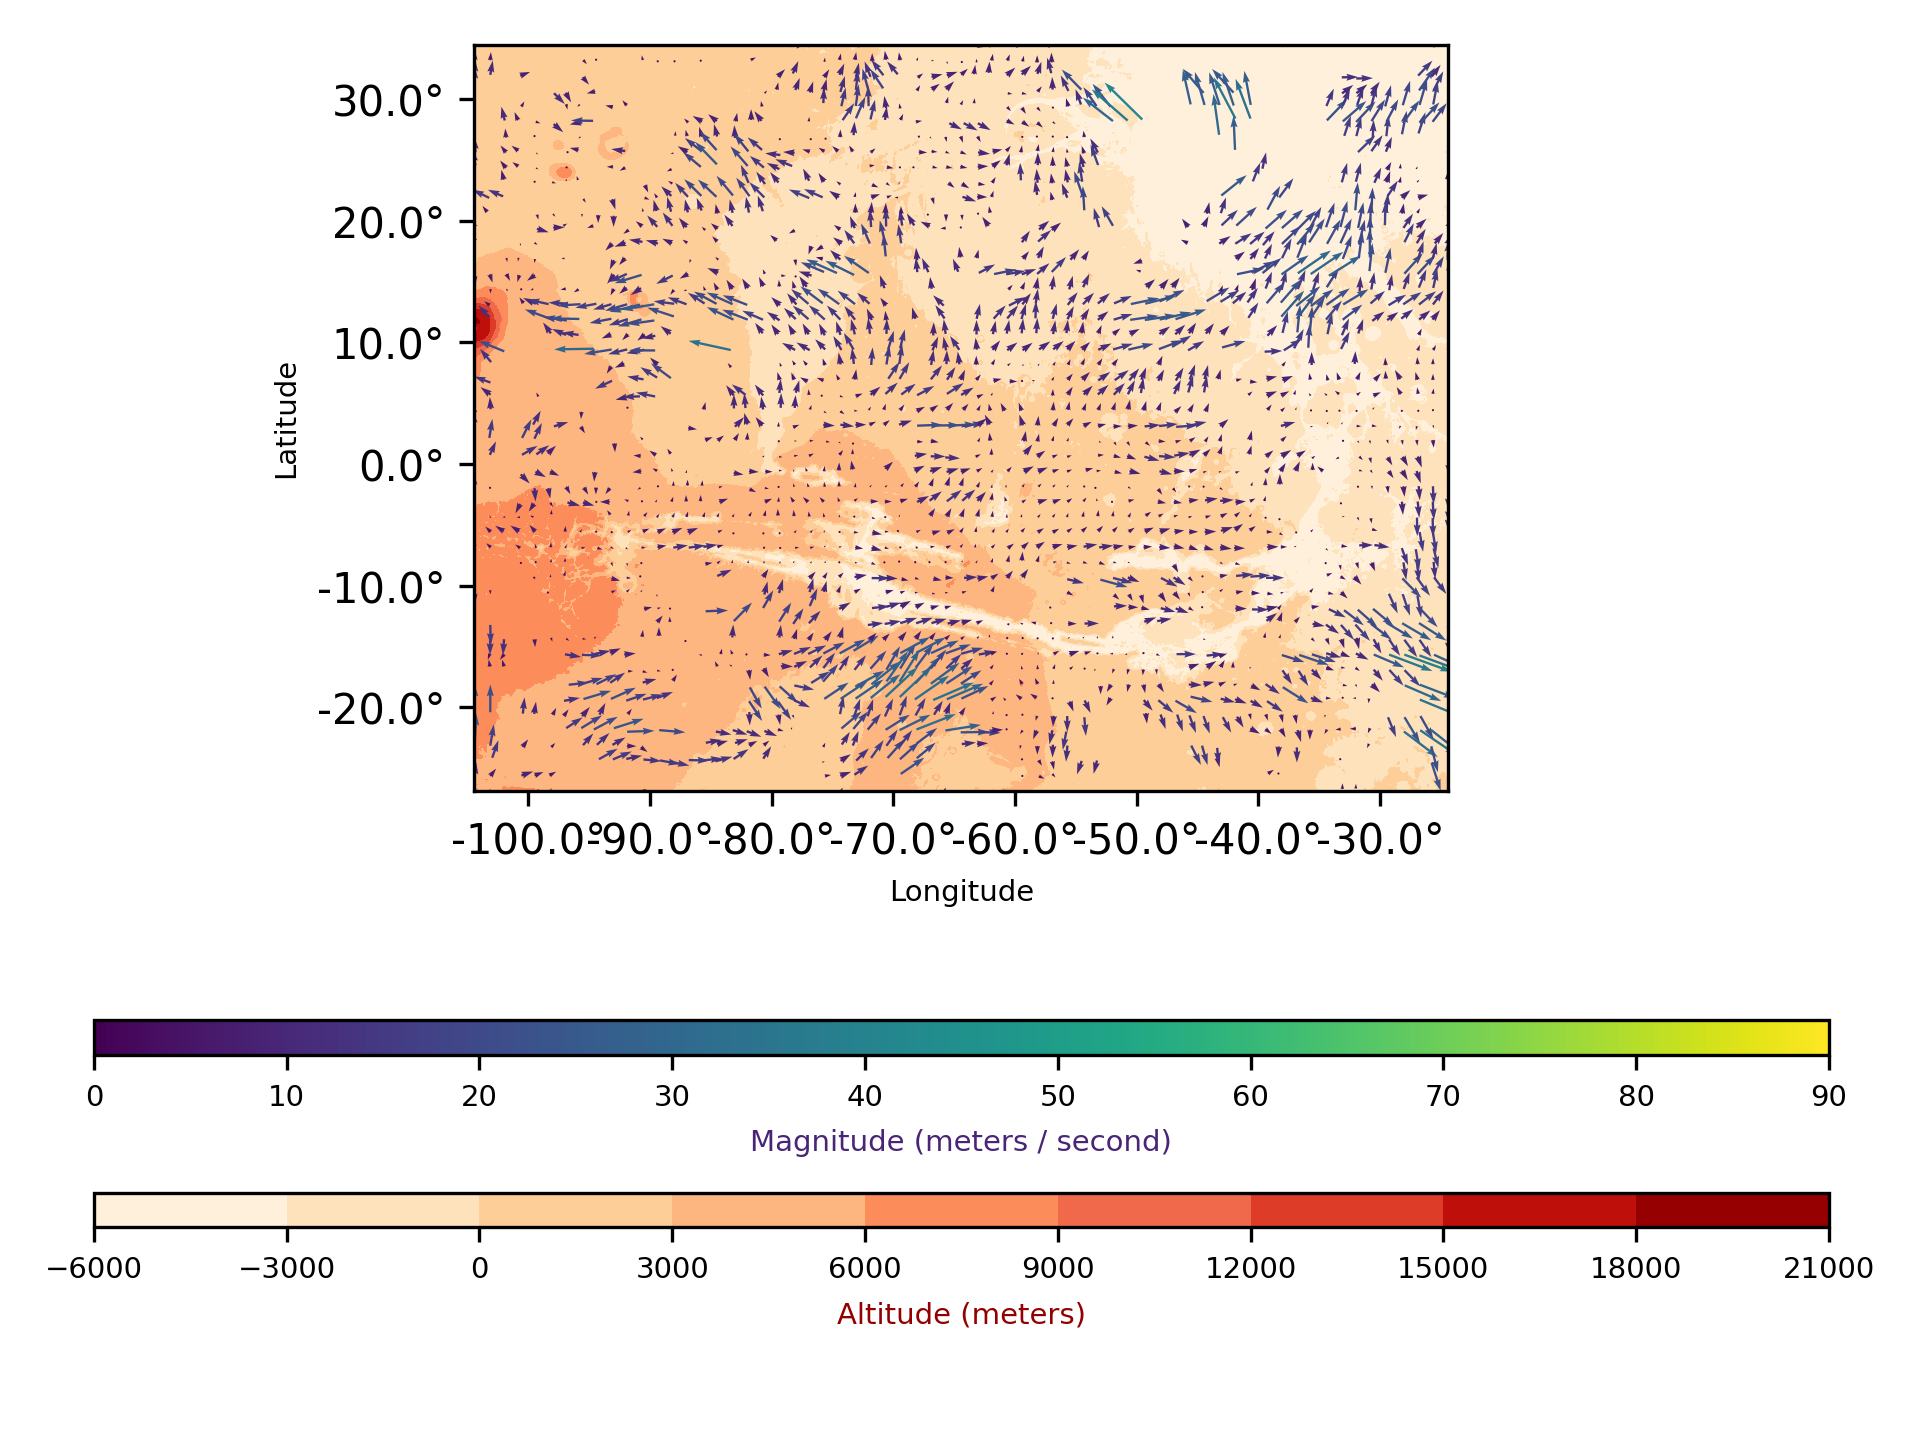 30.0°
20.0°
10.0°
0.0°
-10.0°
-20.0°
Latitude
-100.0° -90.0° -80.0° -70.0° -60.0° -50.0° -40.0° -30.0°
Longitude
0 10 20 30 40 50 60 70 80 90
Magnitude (meters / second)
−6000 −3000 0 3000 6000 9000 12000 15000 18000 21000
Altitude (meters)